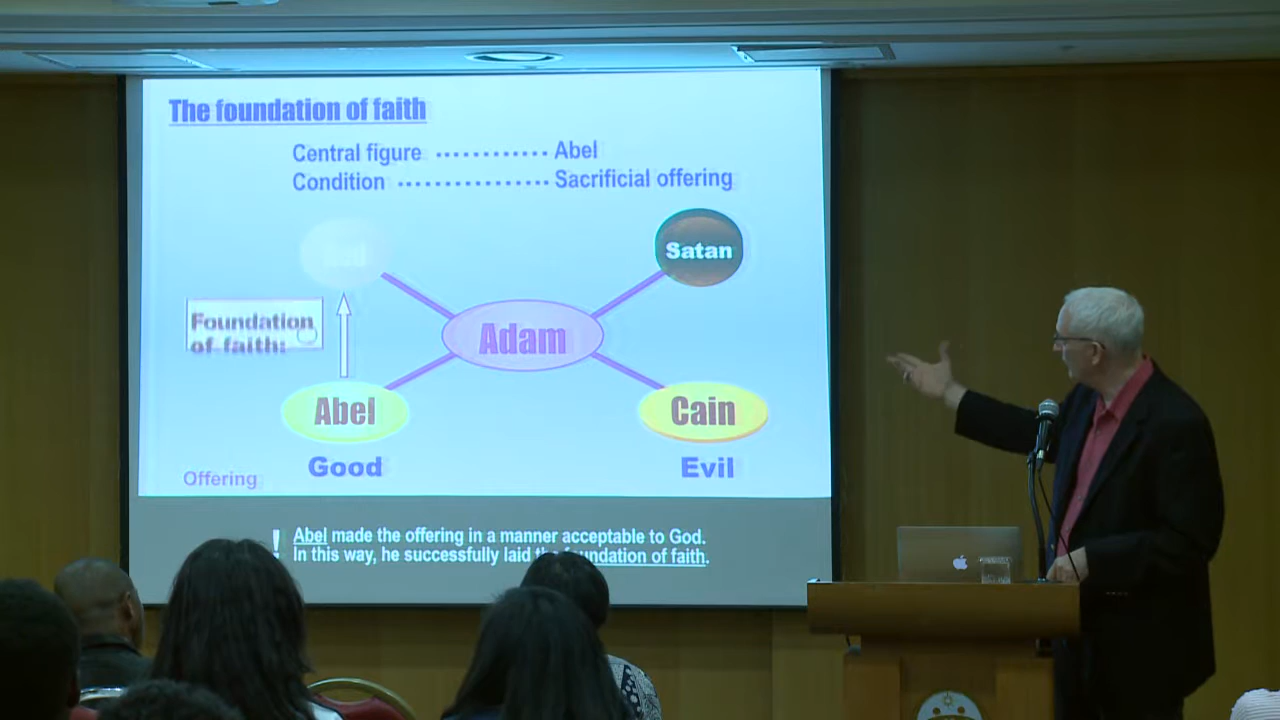 The foundation of faith
Central figure ............ Abel
Condition ................ Sacrificial offering
Satan
Foundation
of faith:
Adam
Abel
Cain
Good
Evil
Offering
! Abel made the offering in a manner acceptable to God.
In this way, he successfully laid the foundation of faith.